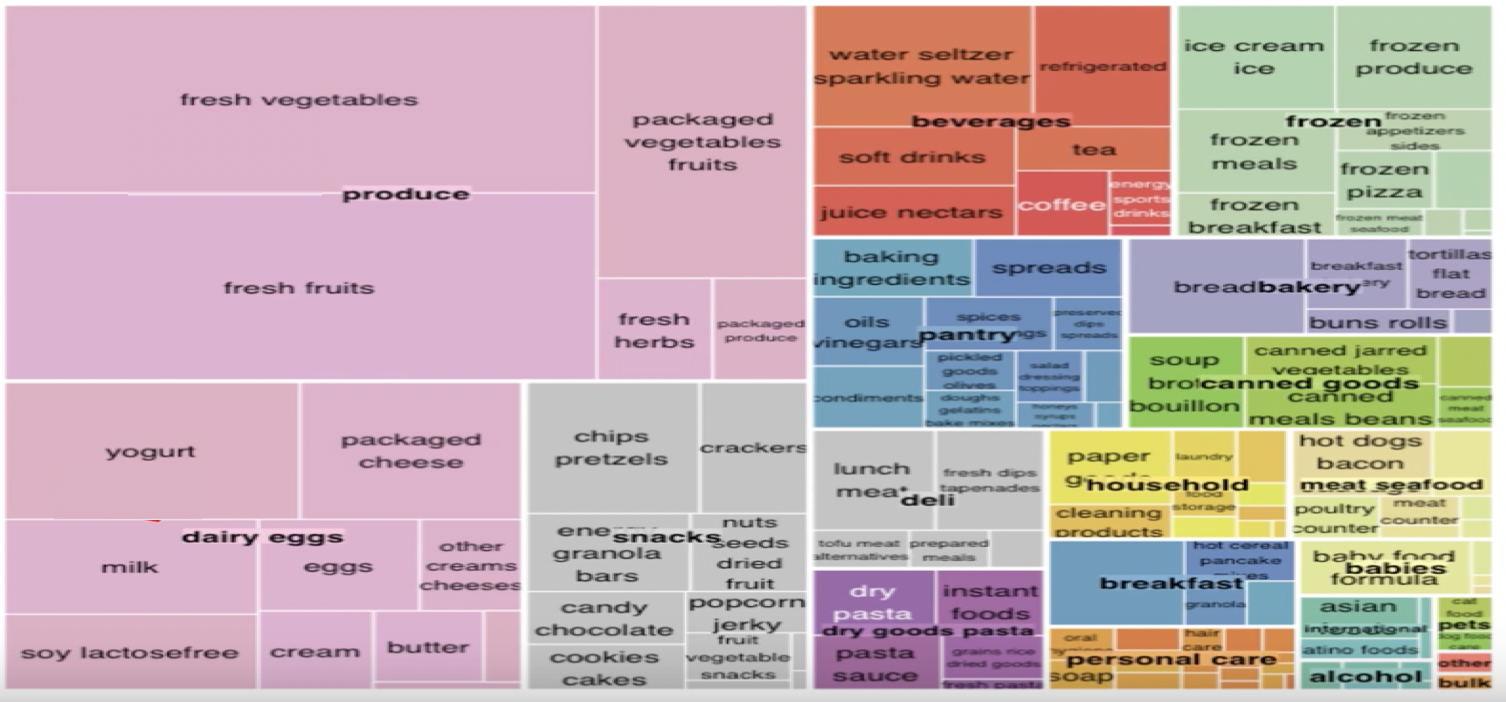 fresh vegetables
produce
fresh fruits
packaged
vegetables
fruits
fresh
herbs
packaged
produce
yogurt
packaged
cheese
dairy eggs
milk
eggs
other
creams
cheeses
soy lactosefree
cream
butter
chips
pretzels
crackers
snacks
granola
bars
nuts
seeds
dried
fruit
candy
chocolate
popcorn
jerky
cookies
cakes
fruit
vegetable
snacks
water seltzer
sparkling water
refrigerated
beverages
soft drinks
tea
juice nectars
coffee
energy
sports
drinks
ice cream
ice
frozen
produce
frozen
frozen
meals
frozen
appetizers
sides
frozen
pizza
frozen
breakfast
frozen meat
seafood
baking
ingredients
spreads
oils
vinegars
spices
pantry
preserved
dips
spreads
condiments
pickled
goods
olives
salad
dressing
toppings
doughs
gelatins
bake mixes
honeys
syrups
nectars
bread
bakery
breakfast
tortillas
flat
bread
buns rolls
soup
bouillon
canned jarred
vegetables
canned goods
canned
meals beans
canned
meat
seafood
lunch
deli
fresh dips
tapenades
tofu meat
alternatives
prepared
meals
paper
laundry
household
food
storage
cleaning
products
hot dogs
bacon
meat seafood
poultry
counter
meat
counter
dry
pasta
instant
foods
dry goods pasta
pasta
sauce
grains rice
dried goods
fresh pasta
hot cereal
pancake
breakfast
granola
baby food
babies
formula
oral
hair
care
personal care
soap
asian
international
latino foods
alcohol
cat
food
pets
dog food
care
other
bulk